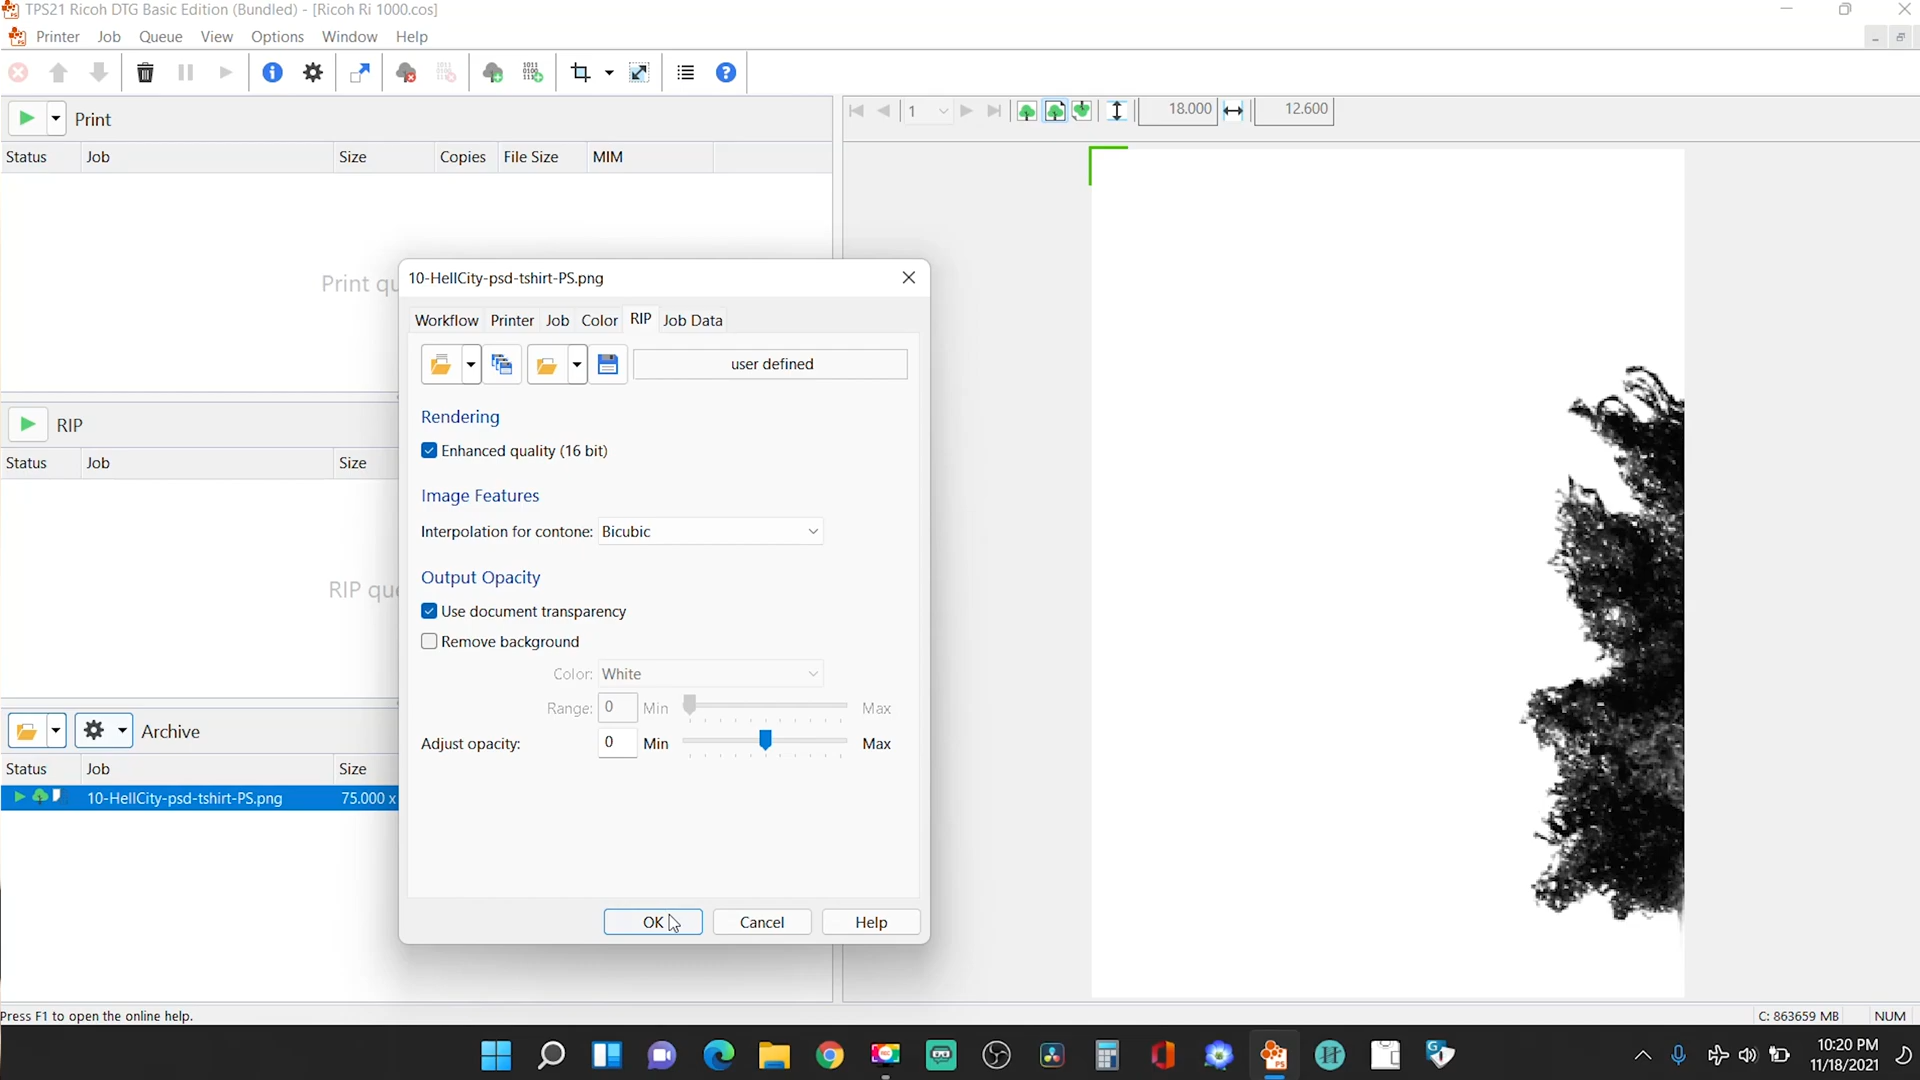 TPS21 Ricoh DTG Basic Edition (Bundled) - [Ricoh Ri 1000.cos]
Printer Job Queue View Options Window Help
Print
1 18.000 12.600
Status Job Size Copies File Size MIM
Print qu
10-HellCity-psd-tshirt-PS.png
Workflow Printer Job Color RIP Job Data
user defined
Rendering
Enhanced quality (16 bit)
Image Features
Interpolation for contone: Bicubic
Output Opacity
Use document transparency
Remove background
Color: White
Range: 0 Min Max
Adjust opacity: 0 Min Max
OK Cancel Help
RIP
Status Job Size
RIP que
Archive
Status Job Size
10-HellCity-psd-tshirt-PS.png 75.000 x
Press F1 to open the online help.
C: 863659 MB NUM
10:20 PM
11/18/2021